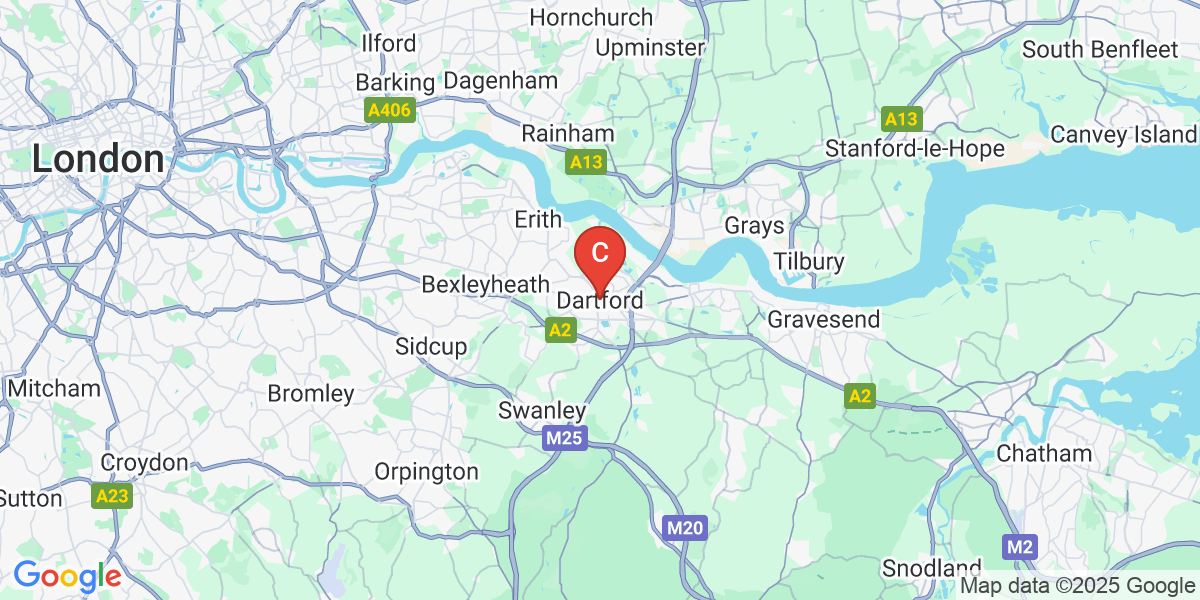 Hornchurch
Ilford
Upminster
South Benfleet
Barking
Dagenham
A406
A13
Rainham
Canvey Island
London
A13
Stanford-le-Hope
Erith
Grays
C
Tilbury
Bexleyheath
Dartford
Gravesend
A2
Sidcup
Mitcham
Bromley
A2
Swanley
M25
Chatham
Croydon
Orpington
Sutton
A23
M20
M2
Snodland
Google
Map data ©2025 Google